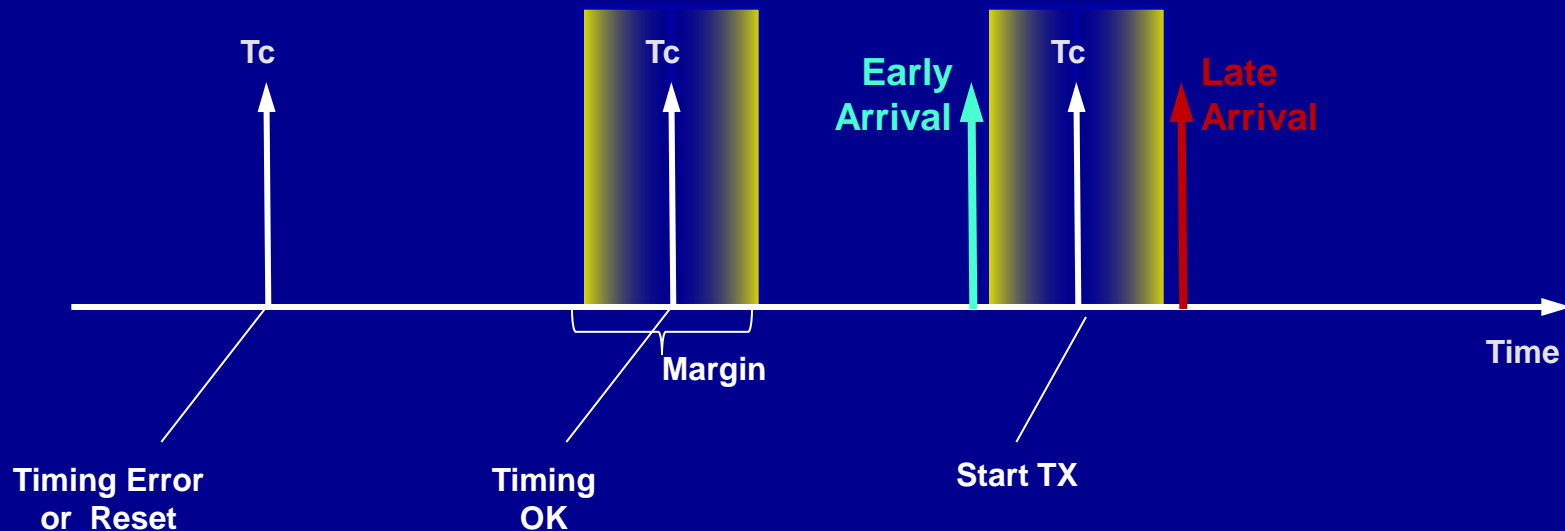 Tc
Tc
Early
Arrival
Tc
Late
Arrival
Time
Margin
Timing Error
or Reset
Timing
OK
Start TX